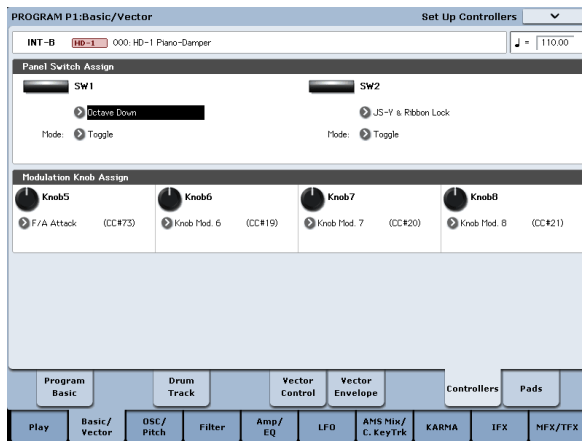 PROGRAM P1:Basic/Vector Set Up Controllers
INT-B HD-1 000: HD-1 Piano-Damper ♩ = 110.00
Panel Switch Assign
SW1 SW2
Octave Down JS-Y & Ribbon Lock
Mode: Toggle Mode: Toggle
Modulation Knob Assign
Knob5 Knob6 Knob7 Knob8
F/A Attack (CC#73) Knob Mod. 6 (CC#19) Knob Mod. 7 (CC#20) Knob Mod. 8 (CC#21)
Program Basic Drum Track Vector Control Vector Envelope Controllers Pads
Play Basic/Vector OSC/Pitch Filter Amp/EQ LFO AMS Mix/C.KeyTrk KARMA IFX MFX/TFX